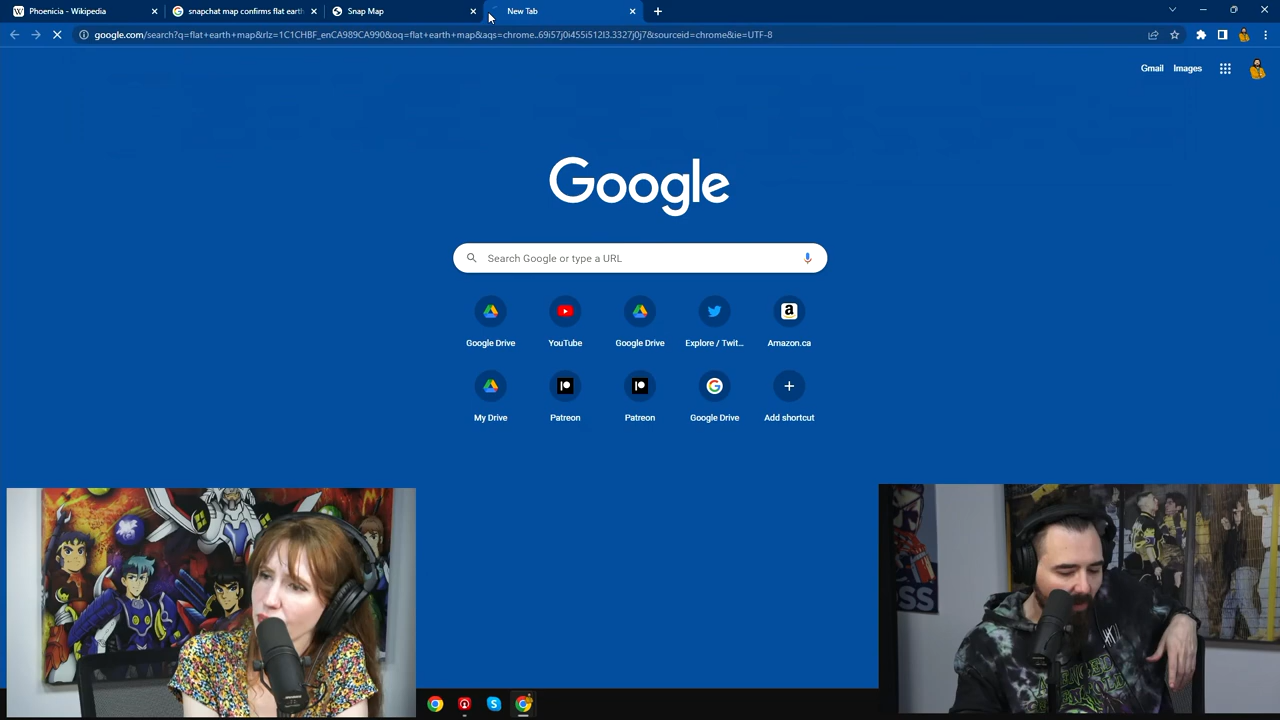 Phoenicia - Wikipedia
snapchat map confirms flat eart
Snap Map
New Tab
google.com/search?q=flat+earth+map&rlz=1C1CHBF_enCA989CA990&oq=flat+earth+map&aqs=chrome..69i57j0i455i512l3.3327j0j7&sourceid=chrome&ie=UTF-8
Gmail Images
Google
Search Google or type a URL
Google Drive YouTube Google Drive Explore / Twit... Amazon.ca
My Drive Patreon Patreon Google Drive Add shortcut